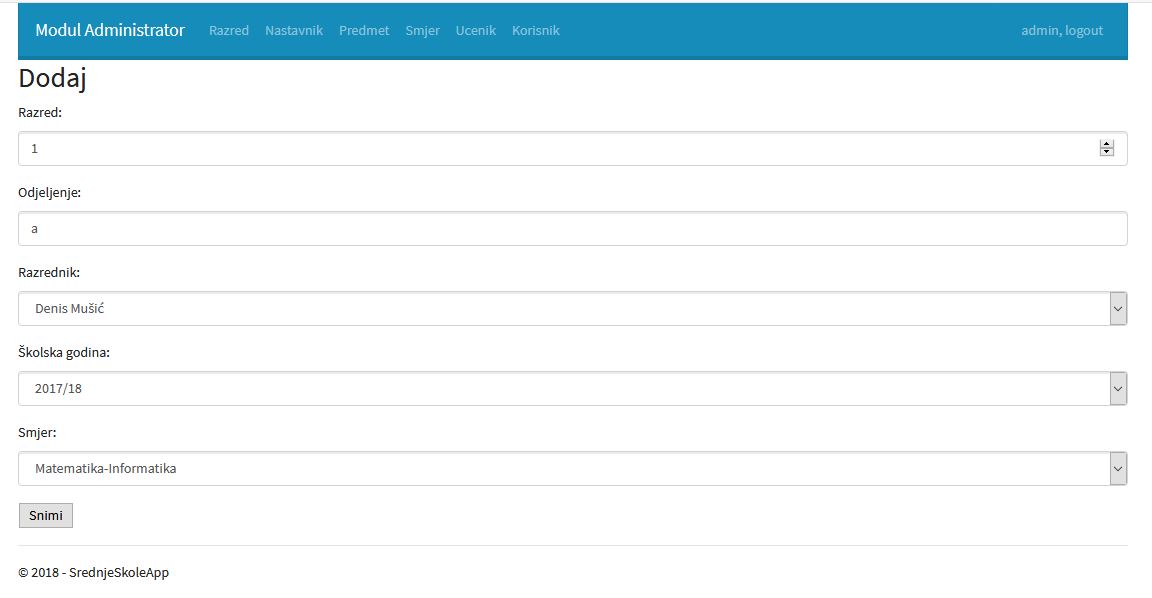 Modul Administrator Razred Nastavnik Predmet Smjer Ucenik Korisnik admin, logout
Dodaj
Razred:
1
Odjeljenje:
a
Razrednik:
Denis Mušić
Školska godina:
2017/18
Smjer:
Matematika-Informatika
Snimi
© 2018 - SrednjeSkoleApp